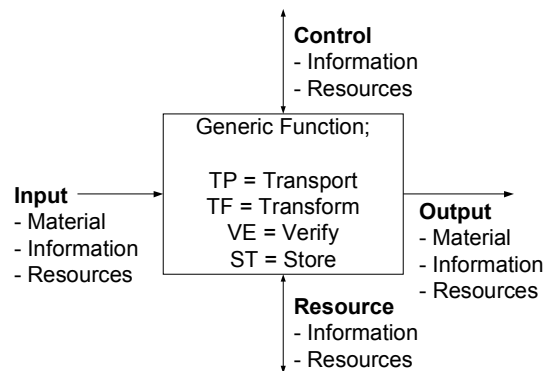 Control
- Information
- Resources
Generic Function;
TP = Transport
TF = Transform
VE = Verify
ST = Store
Input
- Material
- Information
- Resources
Output
- Material
- Information
- Resources
Resource
- Information
- Resources